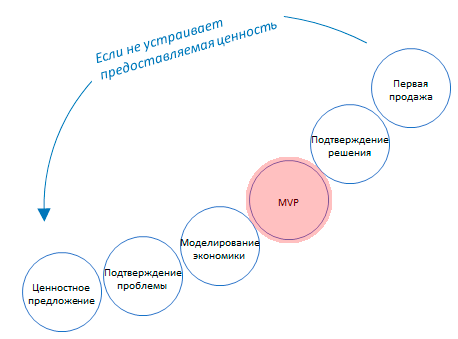 Если не устраивает
предоставляемая ценность
Первая
продажа
Подтверждение
решения
MVP
Моделирование
экономики
Подтверждение
проблемы
Ценностное
предложение